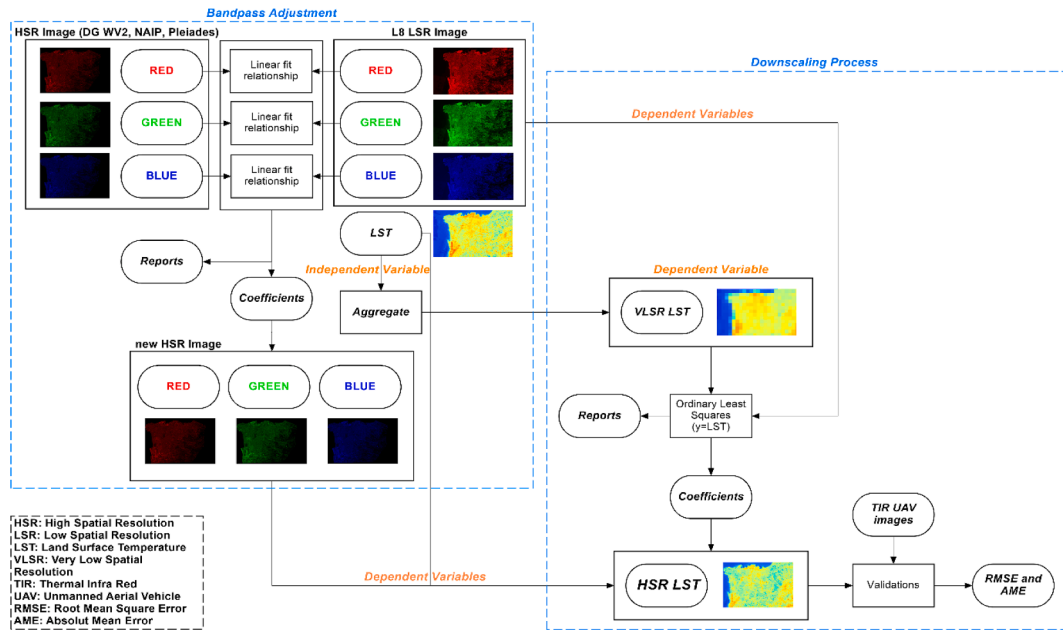 Bandpass Adjustment
HSR Image (DG WV2, NAIP, Pleiades)
L8 LSR Image
RED
Linear fit
relationship
RED
GREEN
Linear fit
relationship
GREEN
BLUE
Linear fit
relationship
BLUE
LST
Reports
Independent Variable
Coefficients
Aggregate
new HSR Image
RED
GREEN
BLUE
Downscaling Process
Dependent Variables
Dependent Variable
VLSR LST
Reports
Ordinary Least
Squares
(y=LST)
Coefficients
TIR UAV
images
Dependent Variables
HSR LST
Validations
RMSE and
AME
HSR: High Spatial Resolution
LSR: Low Spatial Resolution
LST: Land Surface Temperature
VLSR: Very Low Spatial
Resolution
TIR: Thermal Infra Red
UAV: Unmanned Aerial Vehicle
RMSE: Root Mean Square Error
AME: Absolut Mean Error